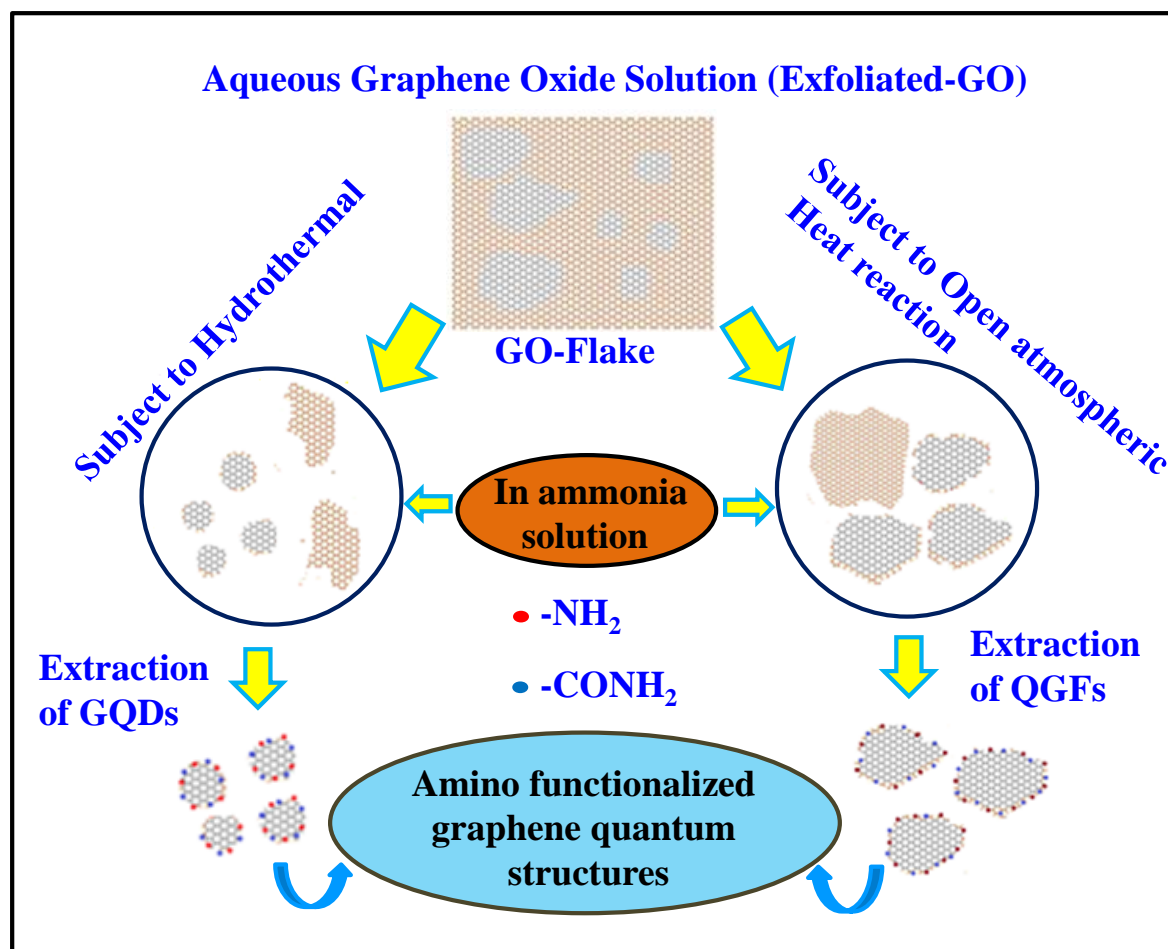 Aqueous Graphene Oxide Solution (Exfoliated-GO)
Subject to Hydrothermal
Subject to Open atmospheric
Heat reaction
GO-Flake
In ammonia
solution
-NH₂
-CONH₂
Extraction
of GQDs
Extraction
of QGFs
Amino functionalized
graphene quantum
structures